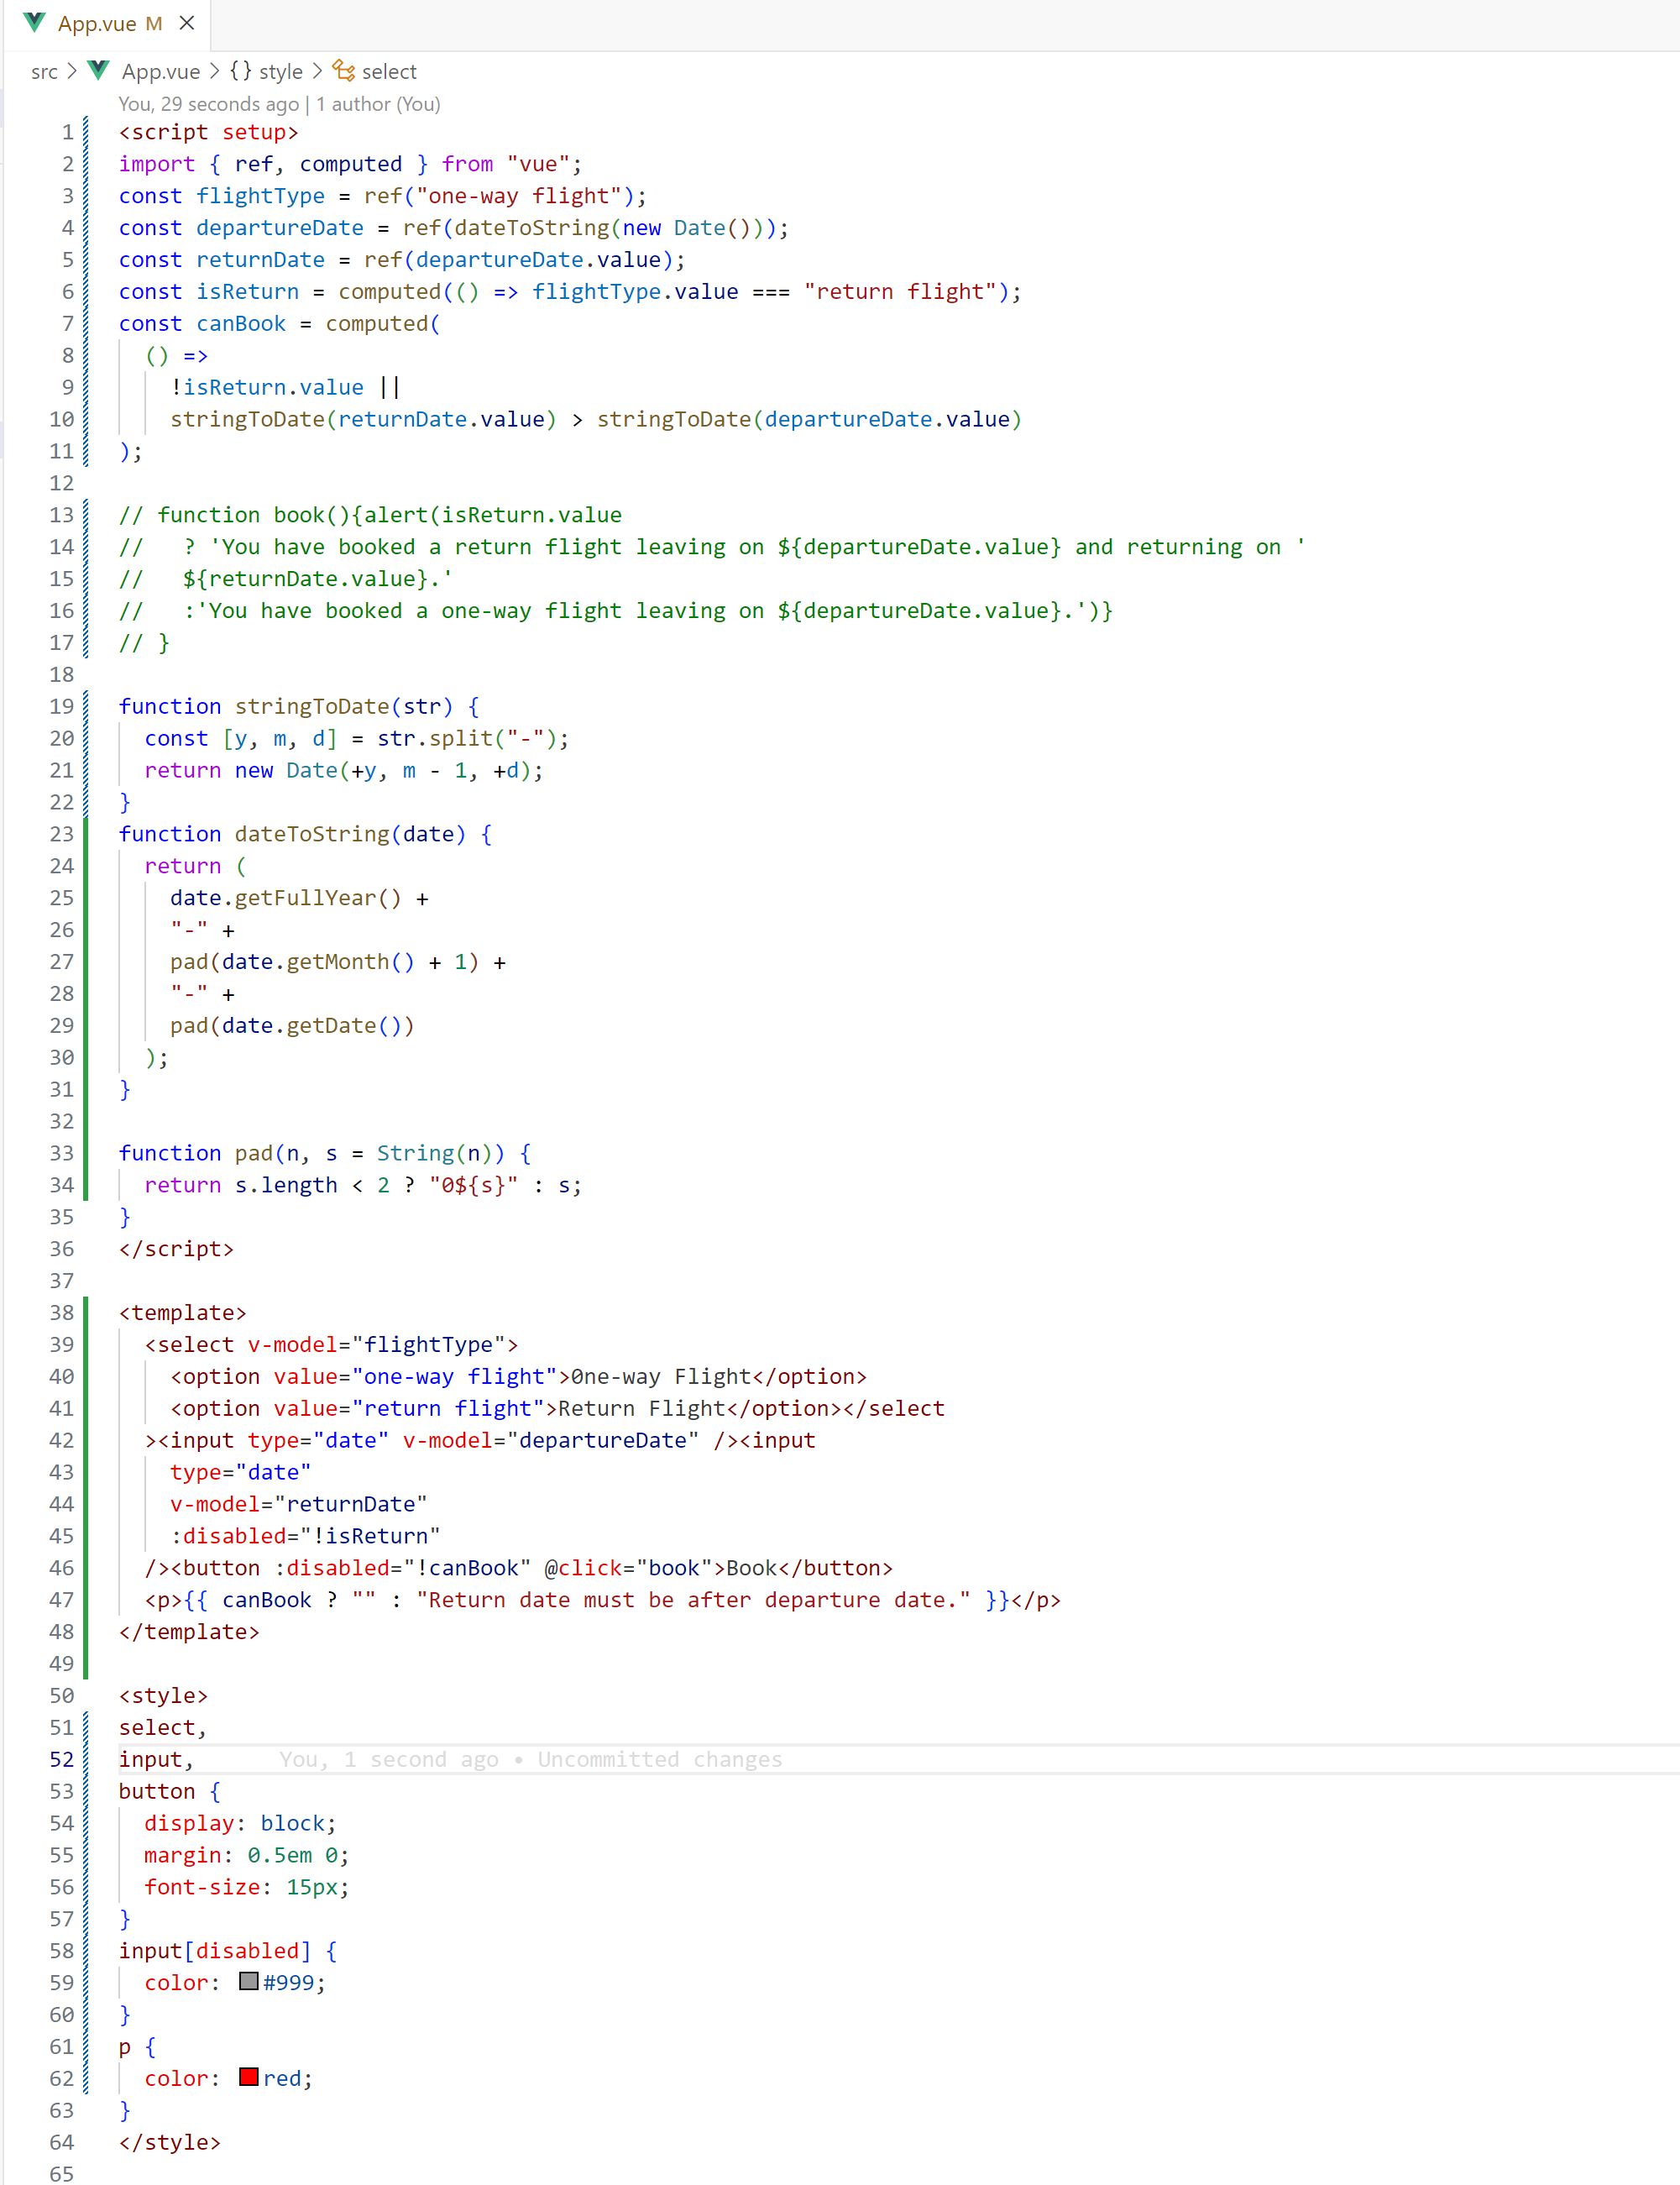 App.vue M
src > App.vue > {} style > select
You, 29 seconds ago | 1 author (You)
1 <script setup>
2 import { ref, computed } from "vue";
3 const flightType = ref("one-way flight");
4 const departureDate = ref(dateToString(new Date()));
5 const returnDate = ref(departureDate.value);
6 const isReturn = computed(() => flightType.value === "return flight");
7 const canBook = computed(
8   () =>
9     !isReturn.value ||
10     stringToDate(returnDate.value) > stringToDate(departureDate.value)
11 );
12
13 // function book(){alert(isReturn.value
14 //   ? 'You have booked a return flight leaving on ${departureDate.value} and returning on '
15 //   ${returnDate.value}.'
16 //   :'You have booked a one-way flight leaving on ${departureDate.value}.')}
17 // }
18
19 function stringToDate(str) {
20   const [y, m, d] = str.split("-");
21   return new Date(+y, m - 1, +d);
22 }
23 function dateToString(date) {
24   return (
25     date.getFullYear() +
26     "-" +
27     pad(date.getMonth() + 1) +
28     "-" +
29     pad(date.getDate())
30   );
31 }
32
33 function pad(n, s = String(n)) {
34   return s.length < 2 ? "0${s}" : s;
35 }
36 </script>
37
38 <template>
39   <select v-model="flightType">
40     <option value="one-way flight">One-way Flight</option>
41     <option value="return flight">Return Flight</option></select
42   ><input type="date" v-model="departureDate" /><input
43     type="date"
44     v-model="returnDate"
45     :disabled="!isReturn"
46   /><button :disabled="!canBook" @click="book">Book</button>
47   <p>{{ canBook ? "" : "Return date must be after departure date." }}</p>
48 </template>
49
50 <style>
51 select,
52 input, You, 1 second ago • Uncommitted changes
53 button {
54   display: block;
55   margin: 0.5em 0;
56   font-size: 15px;
57 }
58 input[disabled] {
59   color: #999;
60 }
61 p {
62   color: red;
63 }
64 </style>
65